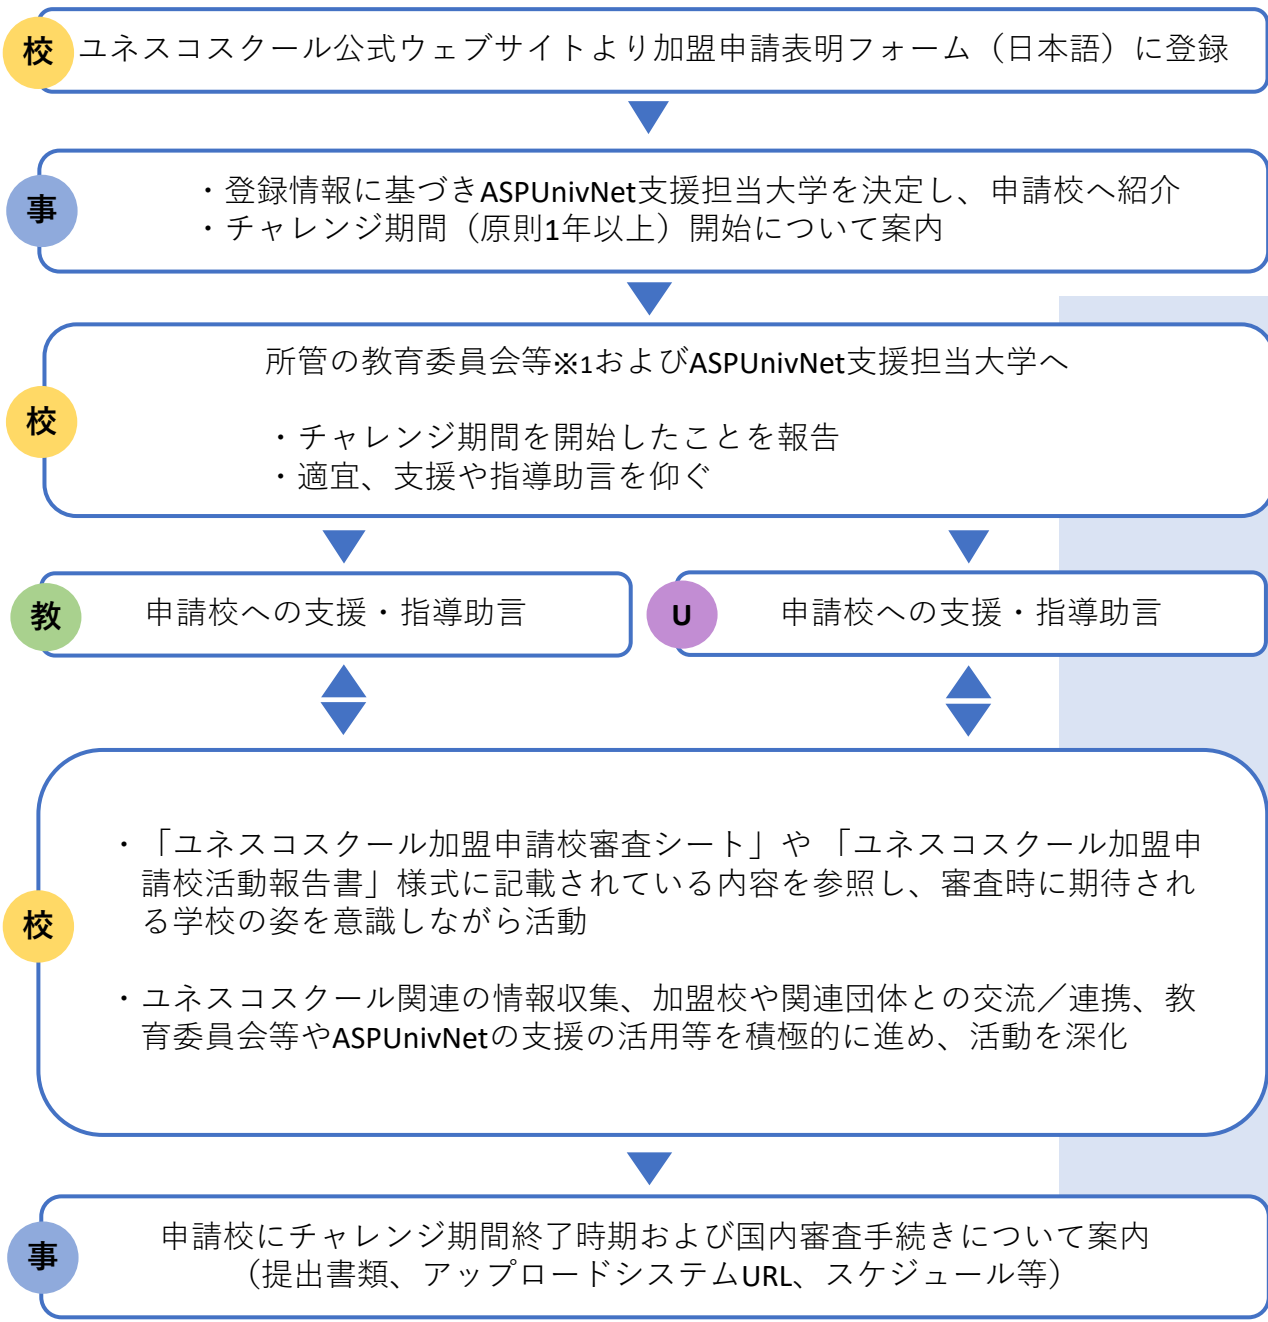 校
ユネスコスクール公式ウェブサイトより加盟申請表明フォーム（日本語）に登録
事
・登録情報に基づきASPUnivNet支援担当大学を決定し、申請校へ紹介
・チャレンジ期間（原則1年以上）開始について案内
校
所管の教育委員会等※1およびASPUnivNet支援担当大学へ
・チャレンジ期間を開始したことを報告
・適宜、支援や指導助言を仰ぐ
教
申請校への支援・指導助言
U
申請校への支援・指導助言
校
・「ユネスコスクール加盟申請校審査シート」や 「ユネスコスクール加盟申
請校活動報告書」様式に記載されている内容を参照し、審査時に期待され
る学校の姿を意識しながら活動
・ユネスコスクール関連の情報収集、加盟校や関連団体との交流／連携、教
育委員会等やASPUnivNetの支援の活用等を積極的に進め、活動を深化
事
申請校にチャレンジ期間終了時期および国内審査手続きについて案内
（提出書類、アップロードシステムURL、スケジュール等）